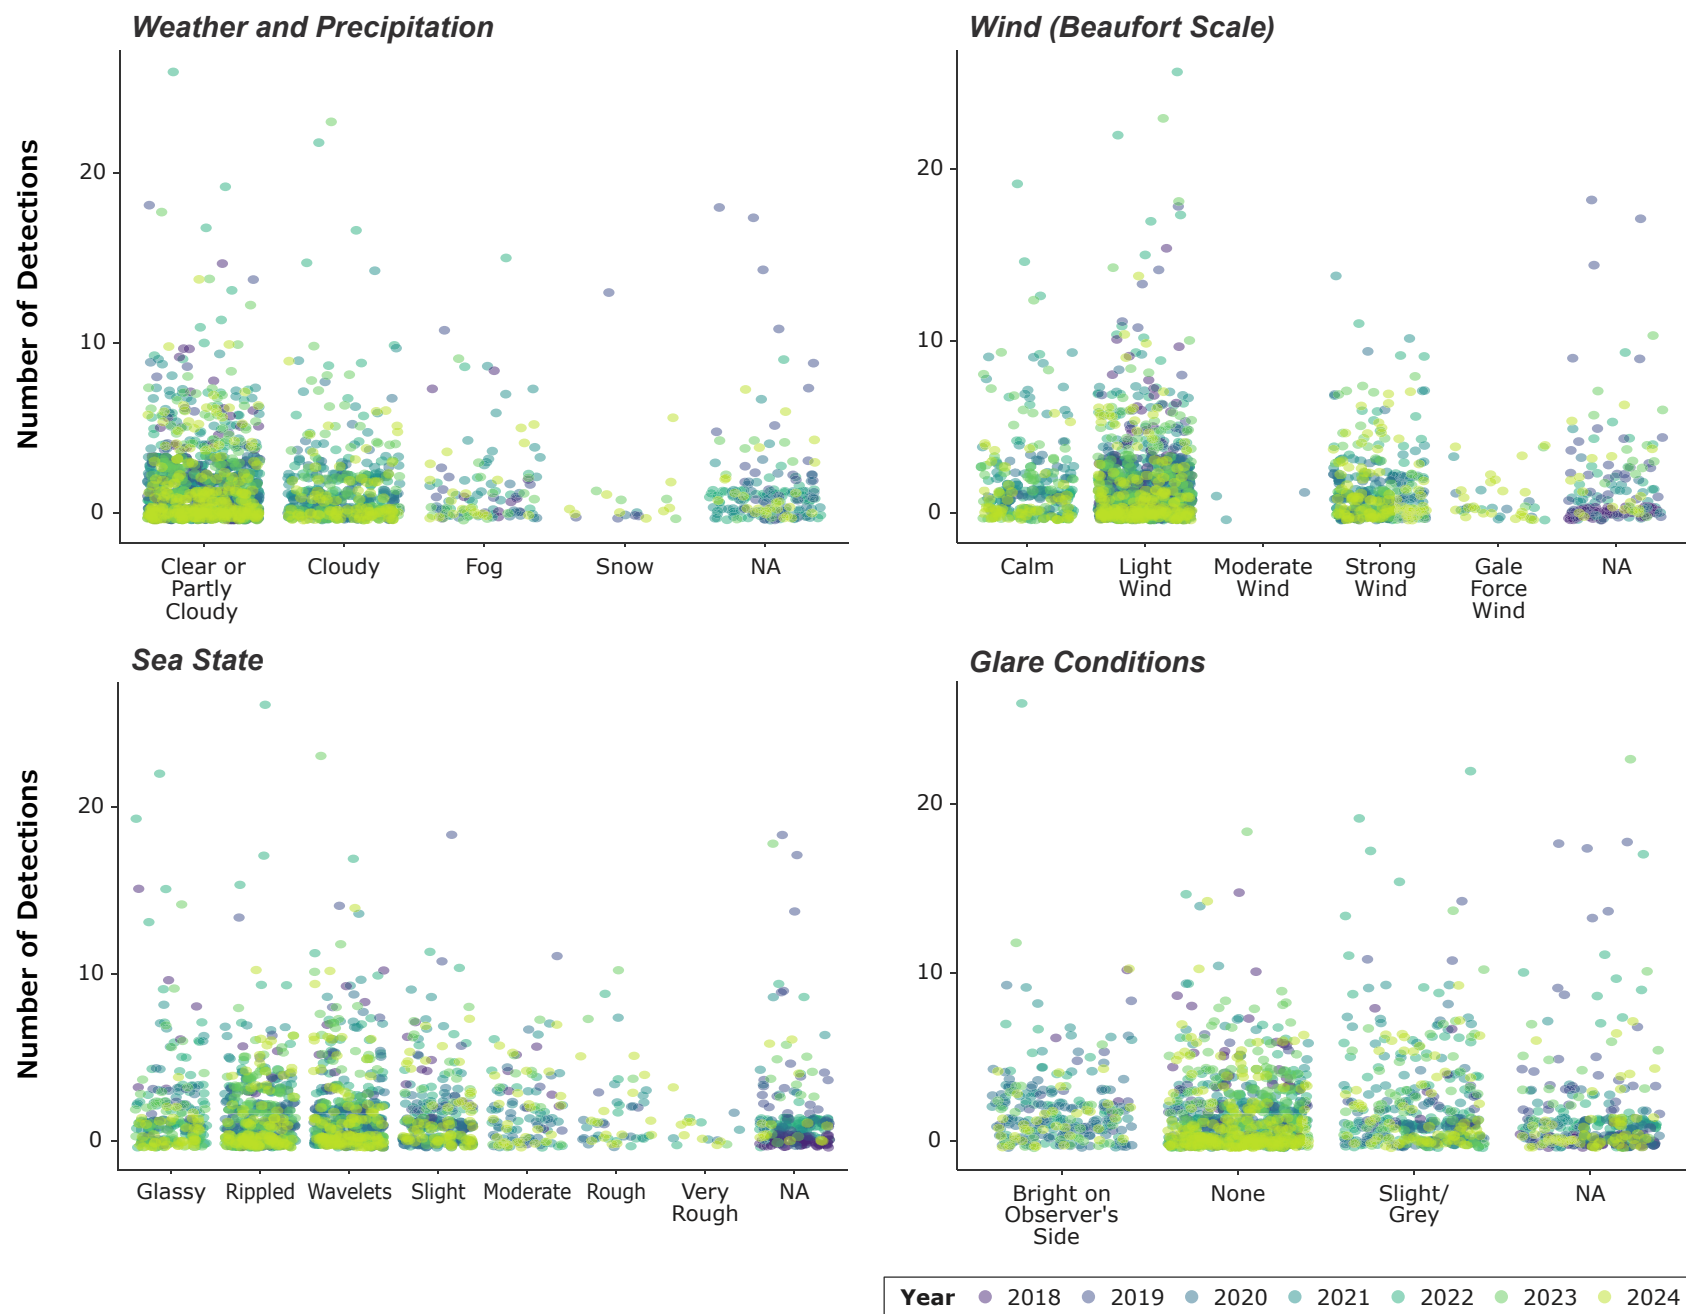 Weather and Precipitation
Number of Detections
20
10
0
Clear or
Partly
Cloudy
Cloudy
Fog
Snow
NA
Wind (Beaufort Scale)
20
10
0
Calm
Light
Wind
Moderate
Wind
Strong
Wind
Gale
Force
Wind
NA
Sea State
Number of Detections
20
10
0
Glassy
Rippled
Wavelets
Slight
Moderate
Rough
Very
Rough
NA
Glare Conditions
20
10
0
Bright on
Observer's
Side
None
Slight/
Grey
NA
Year 2018 2019 2020 2021 2022 2023 2024